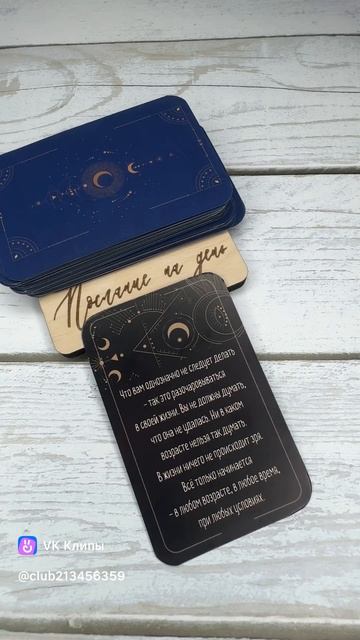 Послание на день
Что вам однозначно не следует делать
– так это разочаровываться
в своей жизни. Вы не должны думать,
что она не удалась. Ни в каком
возрасте нельзя так думать.
В жизни ничего не происходит зря.
Всё только начинается
– в любом возрасте, в любое время,
при любых условиях.
VK Клипы
@club213456359